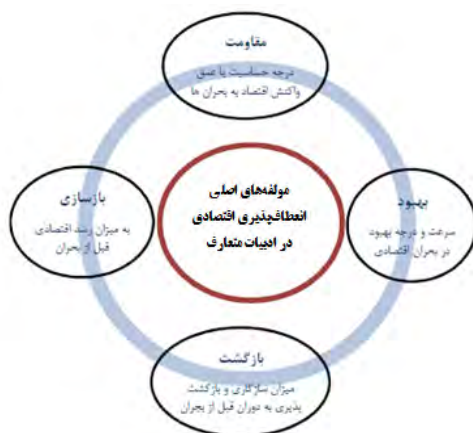 مقاومت
درجه حساسیت یا عمق
واکنش اقتصاد به بحران ها
بهبود
سرعت و درجه بهبود
در بحران اقتصادی
مولفه‌های اصلی
انعطاف‌پذیری اقتصادی
در ادبیات متعارف
بازسازی
به میزان رشد اقتصادی
قبل از بحران
بازگشت
میزان سازگاری و بازگشت
پذیری به دوران قبل از بحران